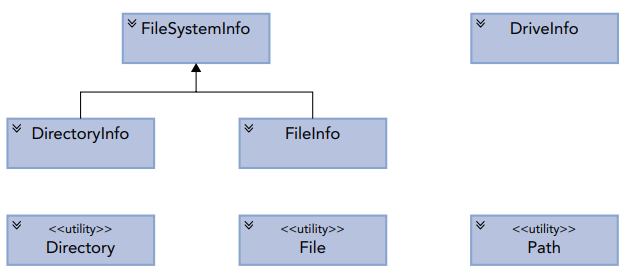 FileSystemInfo
DriveInfo
DirectoryInfo
FileInfo
<<utility>>
Directory
<<utility>>
File
<<utility>>
Path